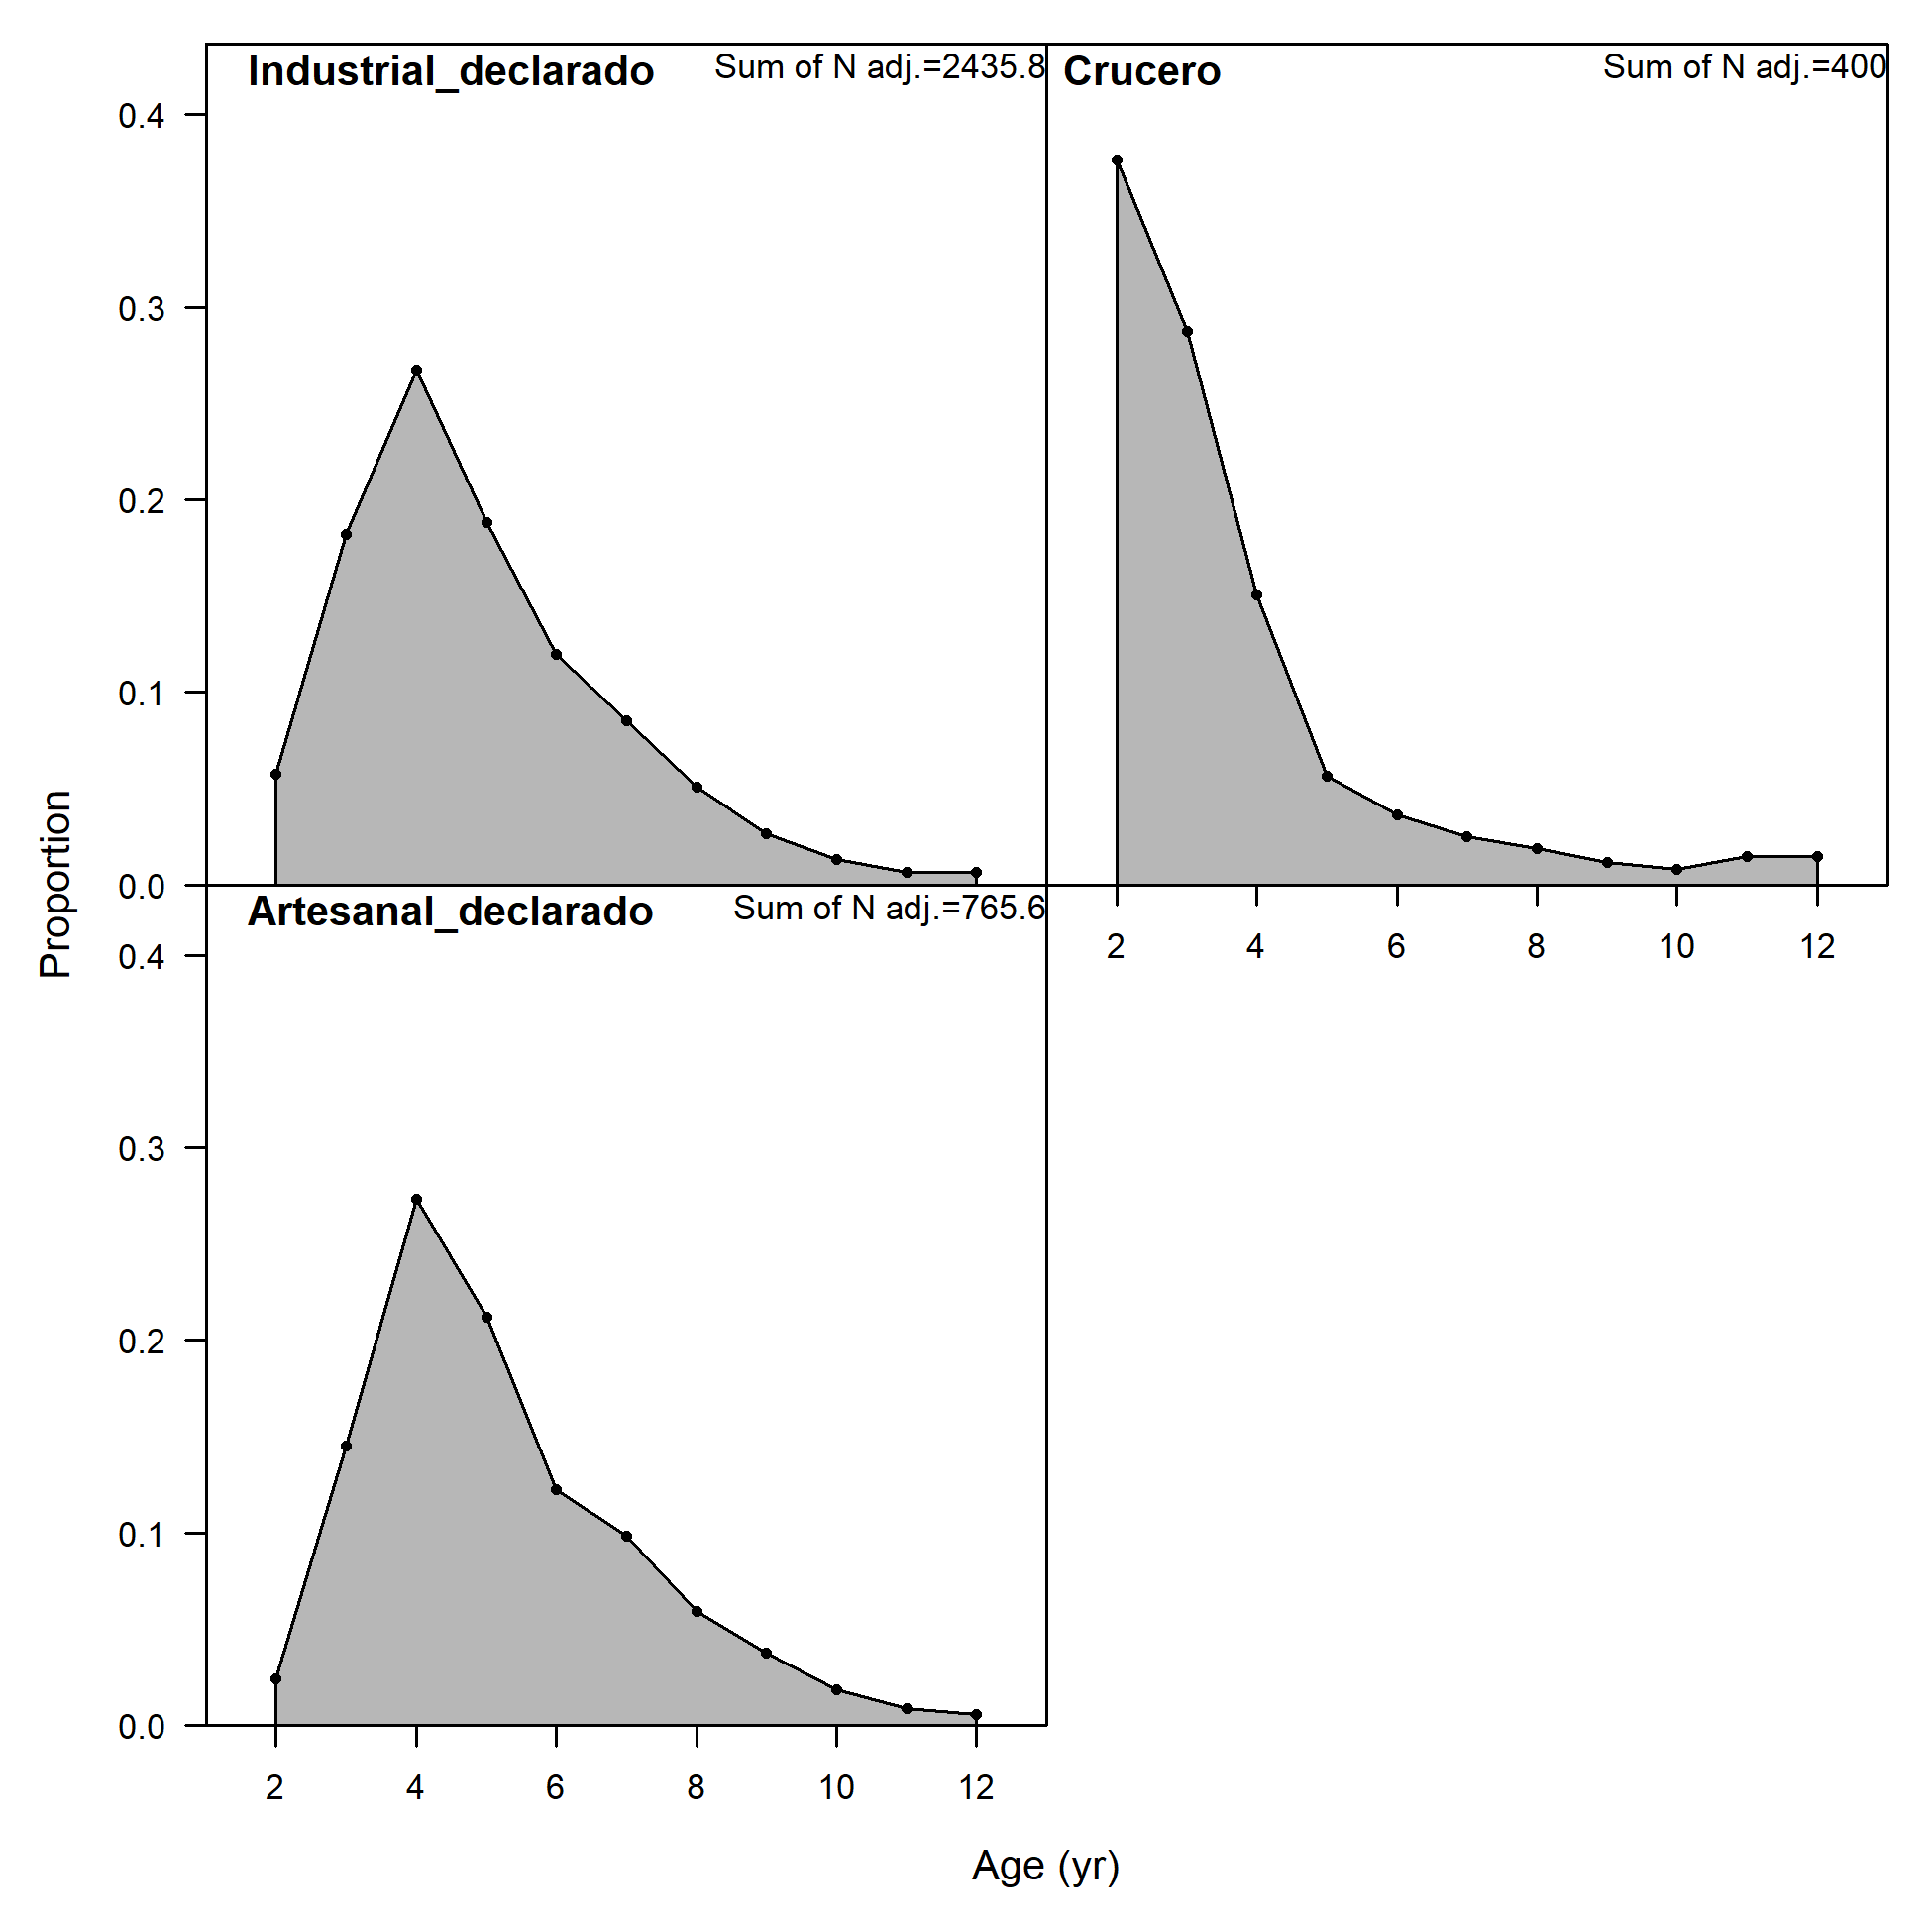 Industrial_declarado
Sum of N adj.=2435.8
0.4
0.3
0.2
0.1
0.0
Crucero
Sum of N adj.=400
2 4 6 8 10 12
Artesanal_declarado
Sum of N adj.=765.6
0.4
0.3
0.2
0.1
0.0
2 4 6 8 10 12
Proportion
Age (yr)